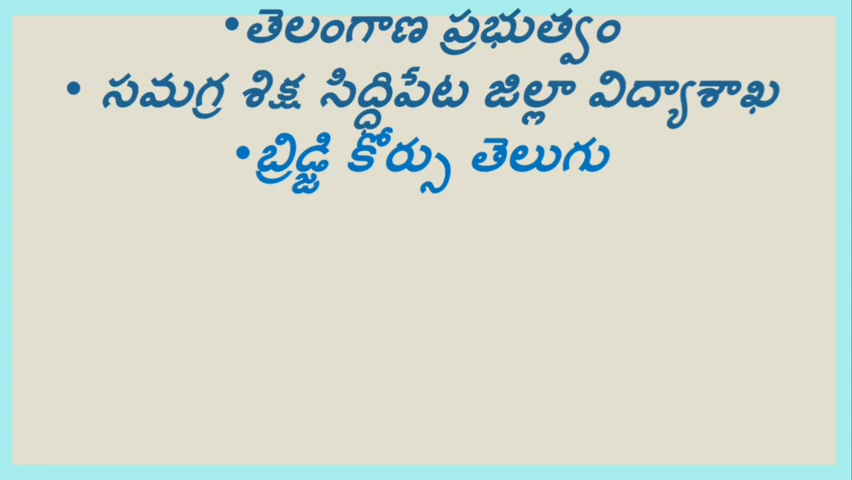 •తెలంగాణ ప్రభుత్వం
• సమగ్ర శిక్ష సిద్ధిపేట జిల్లా విద్యాశాఖ
•బ్రిడ్జి కోర్సు తెలుగు